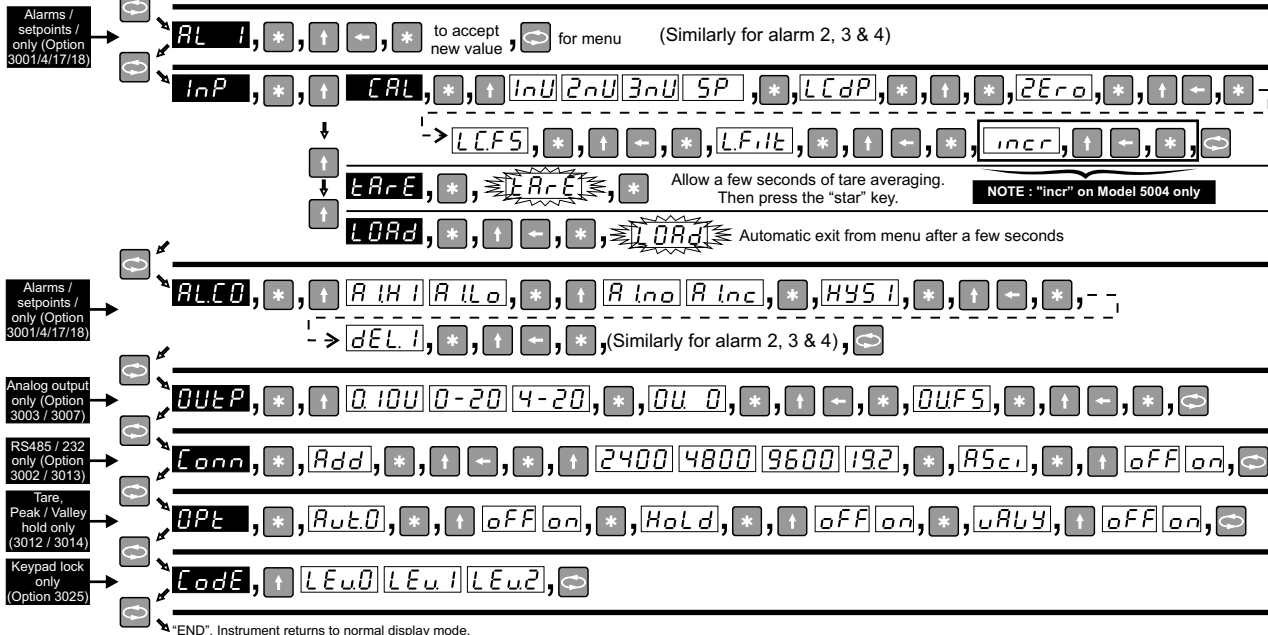 Alarms /
setpoints /
only (Option
3001/4/17/18)
AL 1, *, ↑ ←, * to accept new value , for menu (Similarly for alarm 2, 3 & 4)
InP , *, ↑ CAL, *, ↑ 1nU 2nU 3nU SP , *, LCdP, *, ↑, *, 2Ero, *, ↑ ←, *
LC.FS, *, ↑ ←, *, L.Filt, *, ↑ ←, *, incr, ↑ ←, *,
tArE, *, tArE, * Allow a few seconds of tare averaging.
Then press the “star” key.
NOTE : "incr” on Model 5004 only
LOAd, *, ↑ ←, *, LOAd Automatic exit from menu after a few seconds
Alarms /
setpoints /
only (Option
3001/4/17/18)
AL.CO, *, ↑ A1.HI A1.Lo, *, ↑ A1.no A1.nc, *, HYS 1, *, ↑ ←, *,
dEL. 1, *, ↑ ←, *,(Similarly for alarm 2, 3 & 4) ,
Analog output
only (Option
3003 / 3007)
OUtP, *, ↑ 0.10U 0-20 4-20, *, OU. 0, *, ↑ ←, *, OU.FS, *, ↑ ←, *,
RS485 / 232
only (Option
3002 / 3013)
Conn, *, Add, *, ↑ ←, *, ↑ 2400 4800 9600 19.2, *, ASci, *, ↑ oFF on,
Tare,
Peak / Valley
hold only
(3012 / 3014)
OPt , *, Aut.0, *, ↑ oFF on, *, HoLd, *, ↑ oFF on, *, uALY, ↑ oFF on,
Keypad lock
only
(Option 3025)
CodE, ↑ LEu.0 LEu.1 LEu.2,
“END”. Instrument returns to normal display mode.